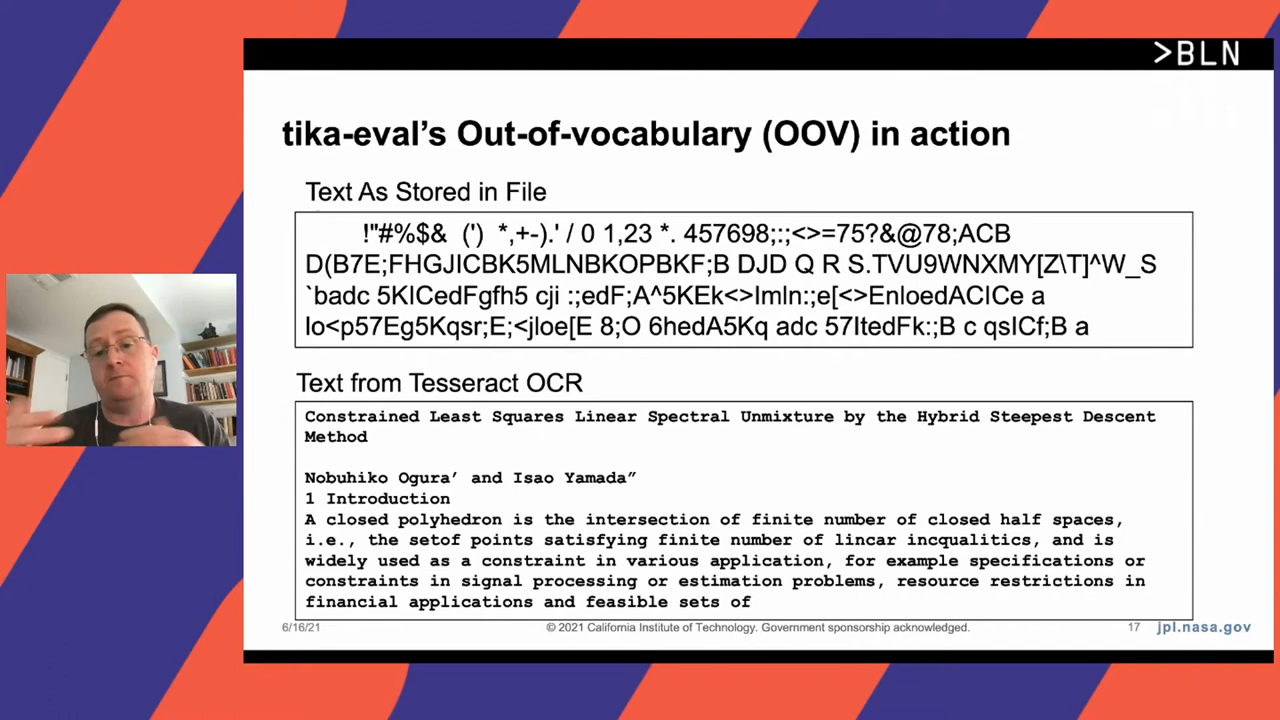 >BLN
tika-eval's Out-of-vocabulary (OOV) in action
Text As Stored in File
!"#%$& (') *,+-).' / 0 1,23 *. 457698;:;<>=75?&@78;ACB
D(B7E;FHGJICBK5MLNBKOPBKF;B DJD Q R S.TVU9WNXMY[Z\T]^W_S
`badc 5KICedFgfh5 cji :;edF;A^5KEk<>Imln:;e[<>EnloedACICe a
lo<p57Eg5Kqsr;E;<jloe[E 8;O 6hedA5Kq adc 57ItedFk:;B c qsICf;B a
Text from Tesseract OCR
Constrained Least Squares Linear Spectral Unmixture by the Hybrid Steepest Descent
Method
Nobuhiko Ogura’ and Isao Yamada”
1 Introduction
A closed polyhedron is the intersection of finite number of closed half spaces,
i.e., the setof points satisfying finite number of lincar incqualitics, and is
widely used as a constraint in various application, for example specifications or
constraints in signal processing or estimation problems, resource restrictions in
financial applications and feasible sets of
6/16/21
© 2021 California Institute of Technology. Government sponsorship acknowledged.
17
jpl.nasa.gov